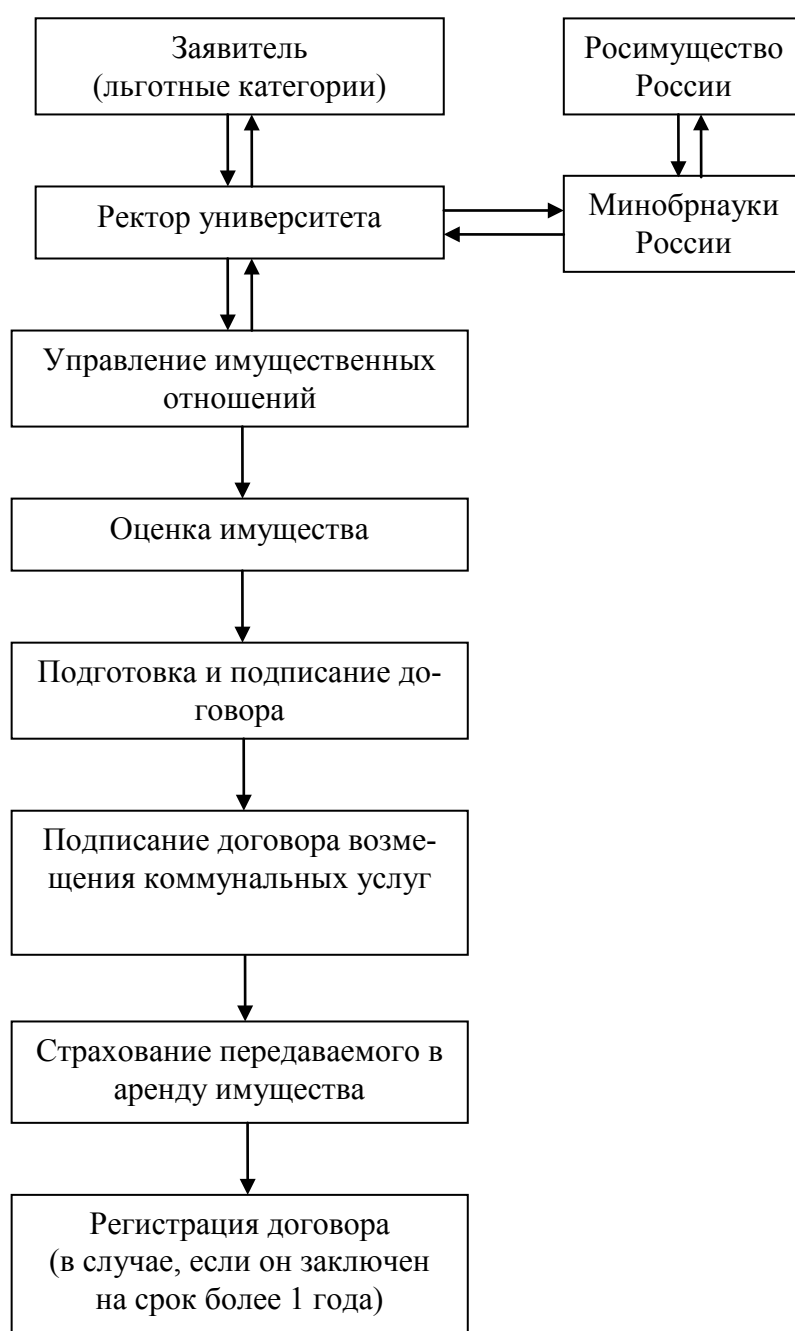 Заявитель
(льготные категории)
Росимущество
России
Ректор университета
Минобрнауки
России
Управление имущественных
отношений
Оценка имущества
Подготовка и подписание до-
говора
Подписание договора возме-
щения коммунальных услуг
Страхование передаваемого в
аренду имущества
Регистрация договора
(в случае, если он заключен
на срок более 1 года)